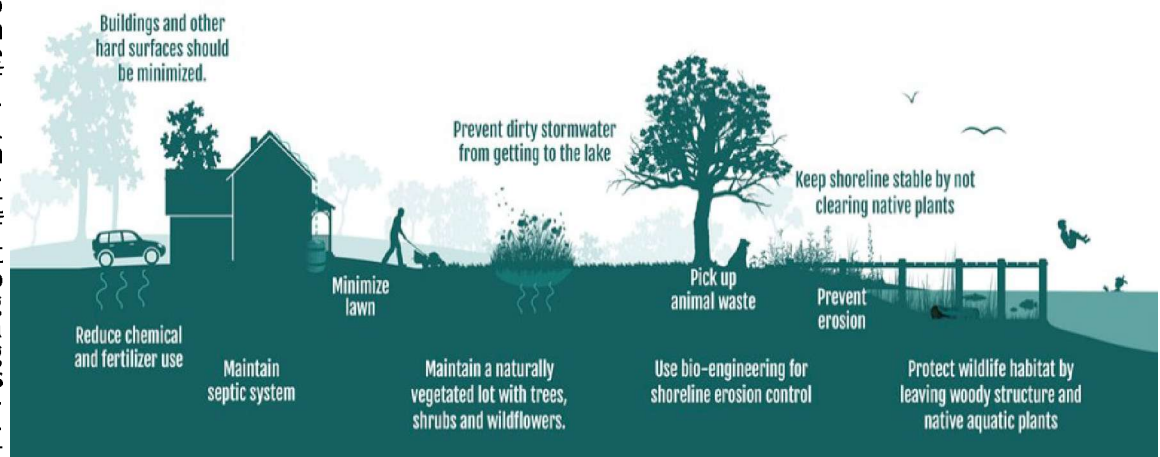 Buildings and other
hard surfaces should
be minimized.
Prevent dirty stormwater
from getting to the lake
Keep shoreline stable by not
clearing native plants
Minimize
lawn
Pick up
animal waste
Prevent
erosion
Reduce chemical
and fertilizer use
Maintain
septic system
Maintain a naturally
vegetated lot with trees,
shrubs and wildflowers.
Use bio-engineering for
shoreline erosion control
Protect wildlife habitat by
leaving woody structure and
native aquatic plants